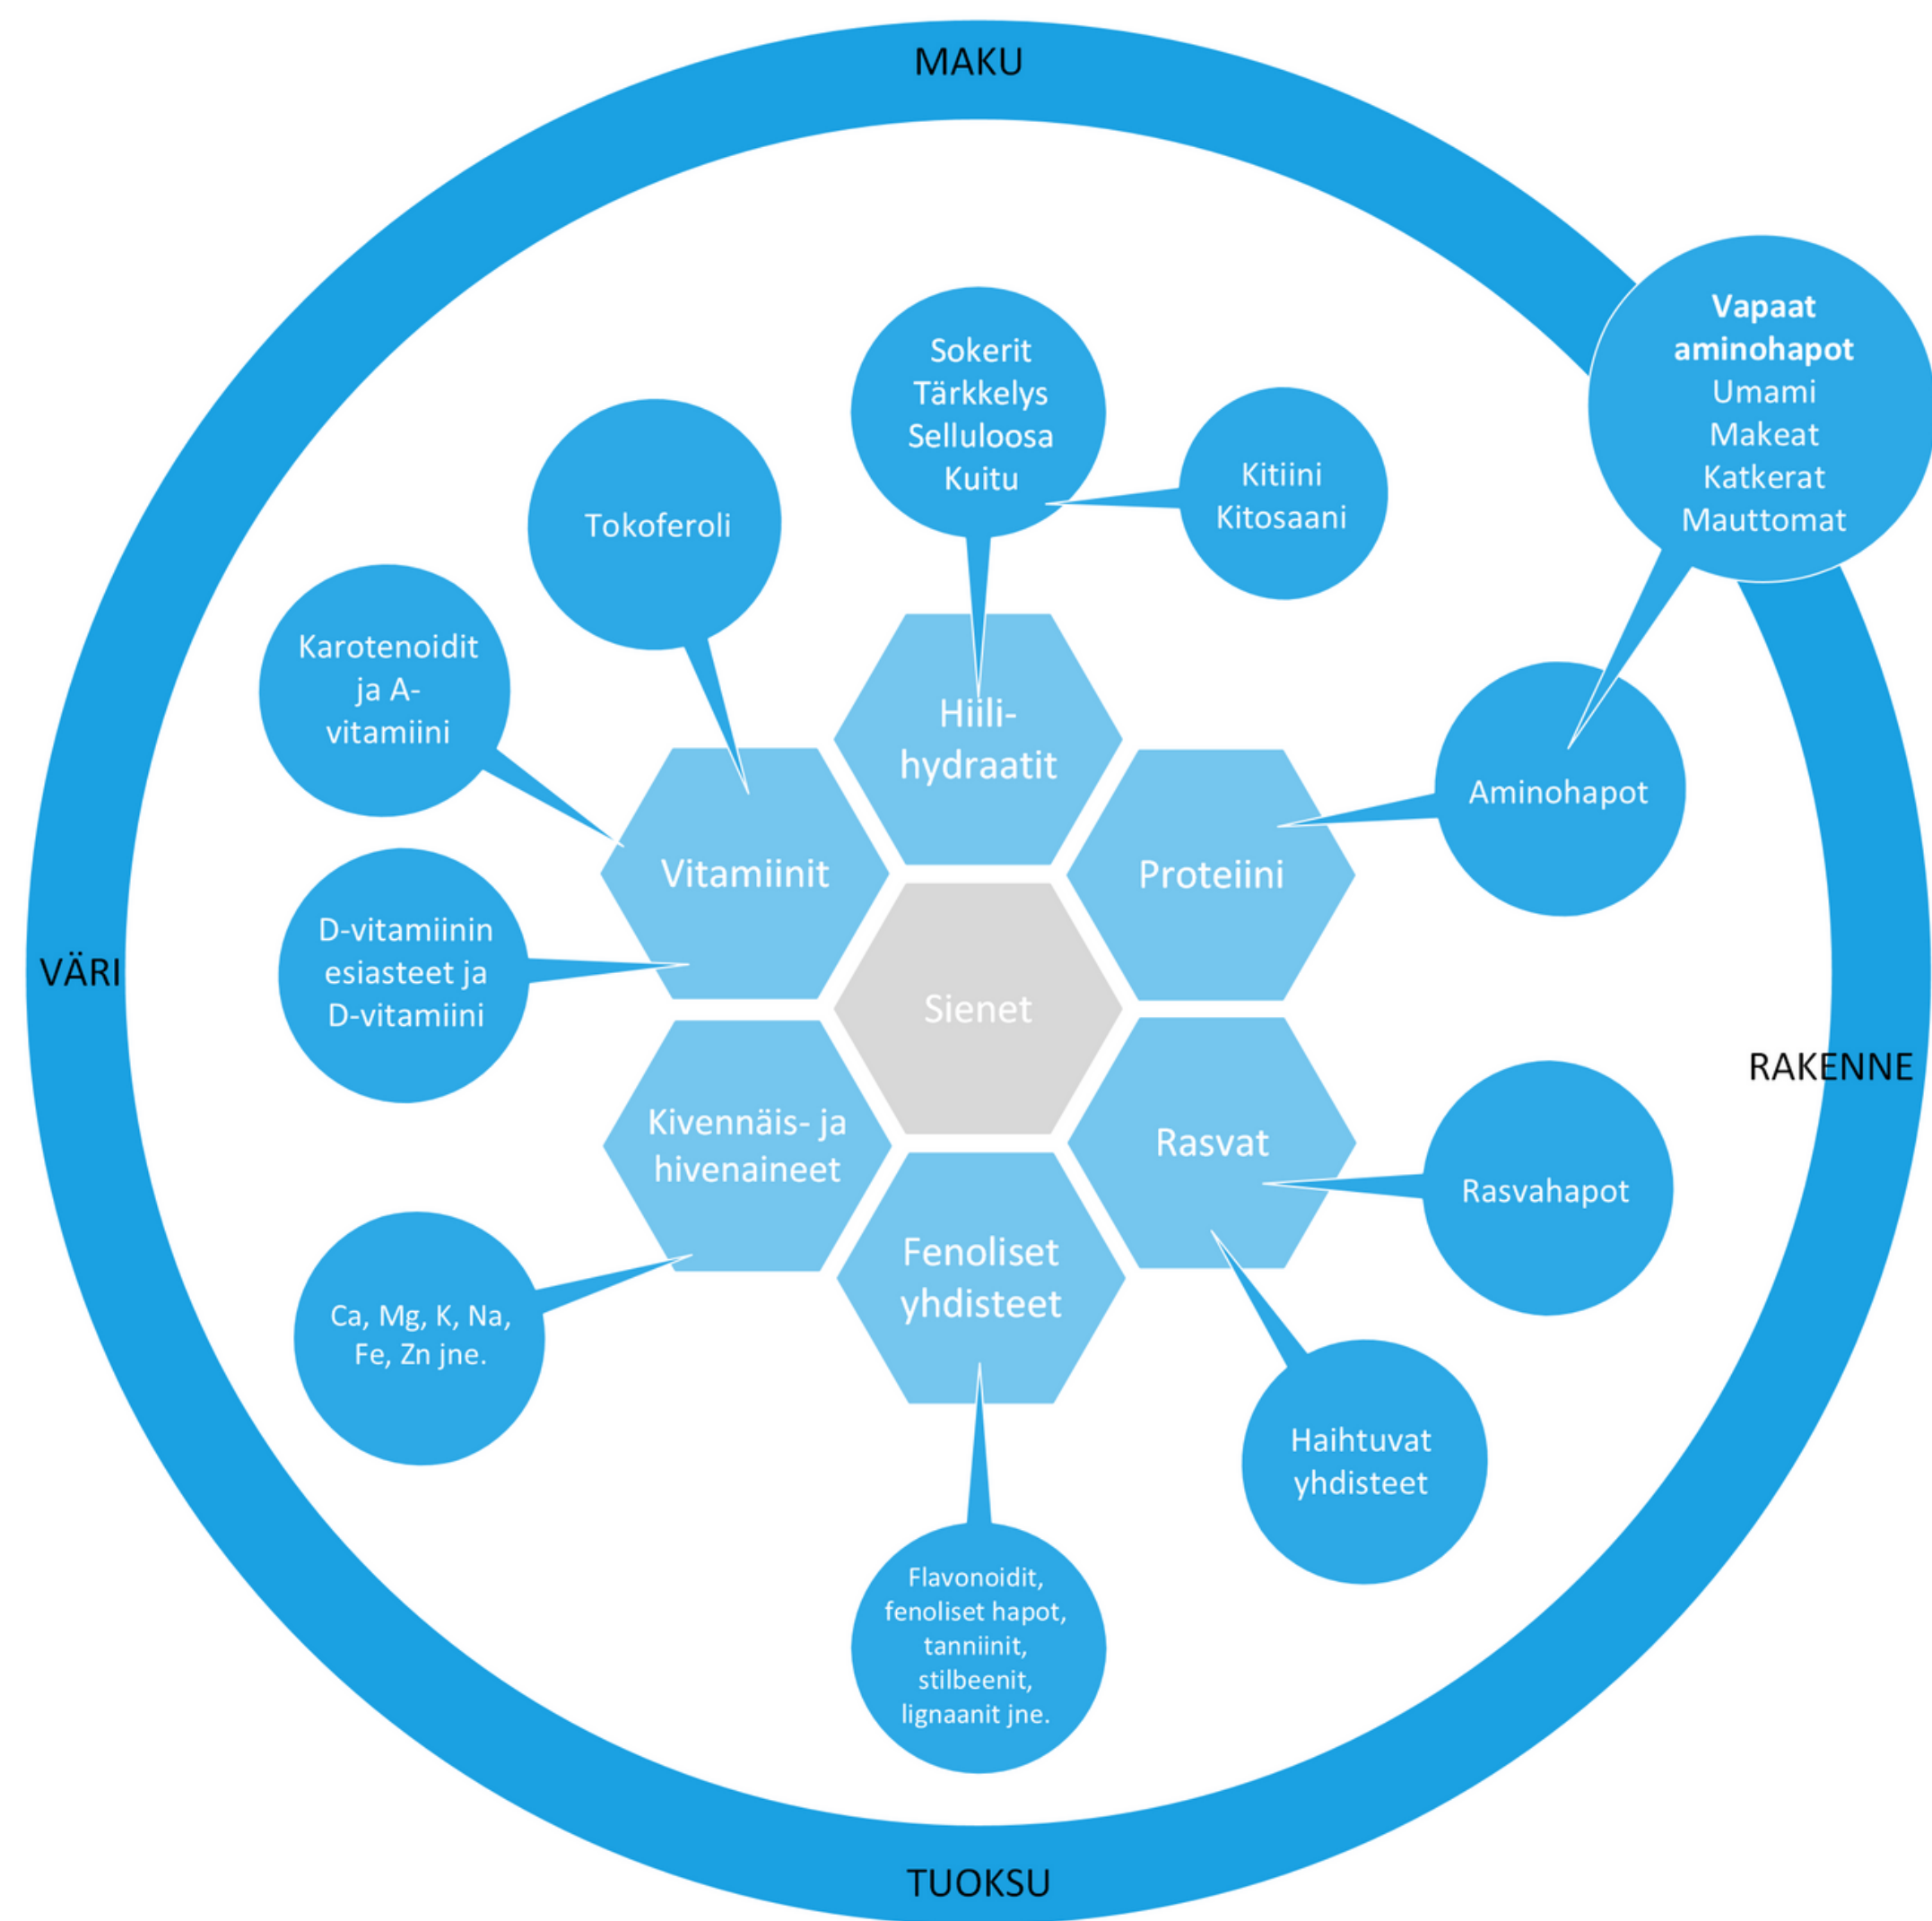 MAKU
Vapaat
aminohapot
Umami
Makeat
Katkerat
Mauttomat
Sokerit
Tärkkelys
Selluloosa
Kuitu
Kitiini
Kitosaani
Tokoferoli
Karotenoidit
ja A-
vitamiini
Hiili-
hydraatit
Aminohapot
Vitamiinit
Proteiini
D-vitamiinin
esiasteet ja
D-vitamiini
VÄRI
Sienet
RAKENNE
Kivennäis- ja
hivenaineet
Rasvat
Rasvahapot
Fenoliset
yhdisteet
Ca, Mg, K, Na,
Fe, Zn jne.
Haihtuvat
yhdisteet
Flavonoidit,
fenoliset hapot,
tanniinit,
stilbeenit,
lignaanit jne.
TUOKSU